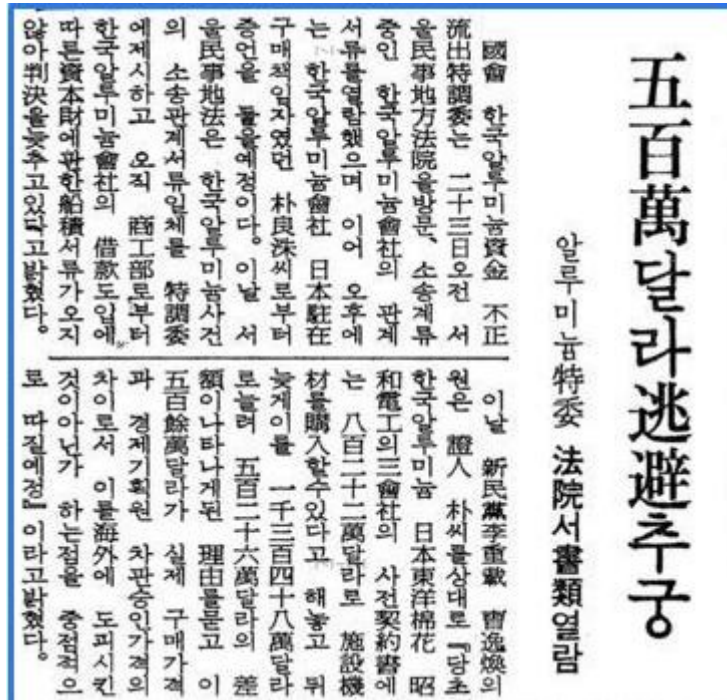 五百萬달라逃避추궁
알루미늄特委 法院서書類열람
國會 한국알루미늄資金 不正
流出特調委는 二十三日오전 서
울民事地方法院을방문、소송계류
중인 한국알루미늄會社의 관계
서류를열람했으며 이어 오후에
는 한국알루미늄會社 日本駐在
구매책임자였던 朴良洙씨로부터
증언을 들을예정이다。이날 서
울民事地法은 한국알루미늄사건
의 소송관계서류일체를 特調委
에제시하고 오직 商工部로부터
한국알루미늄會社의 借款도입에
따른資本財에관한船積서류가오지
않아判決을늦추고있다고밝혔다。
이날 新民黨李重載 曺逸煥의
원은 證人 朴씨를상대로『당초
한국알루미늄 日本東洋棉花 昭
和電工의三會社의 사전契約書에
는 八百二十二萬달라로 施設機
材를購入할수있다고 해놓고 뒤
늦게이를 一千三百四十八萬달라
로늘려 五百二十六萬달라의 差
額이나타나게된 理由를묻고 이
五百餘萬달라가 실제 구매가격
과 경제기획원 차관승인가격의
차이로서 이를海外에 도피시킨
것이아닌가 하는점을 중점적으
로 따질예정』이라고밝혔다。